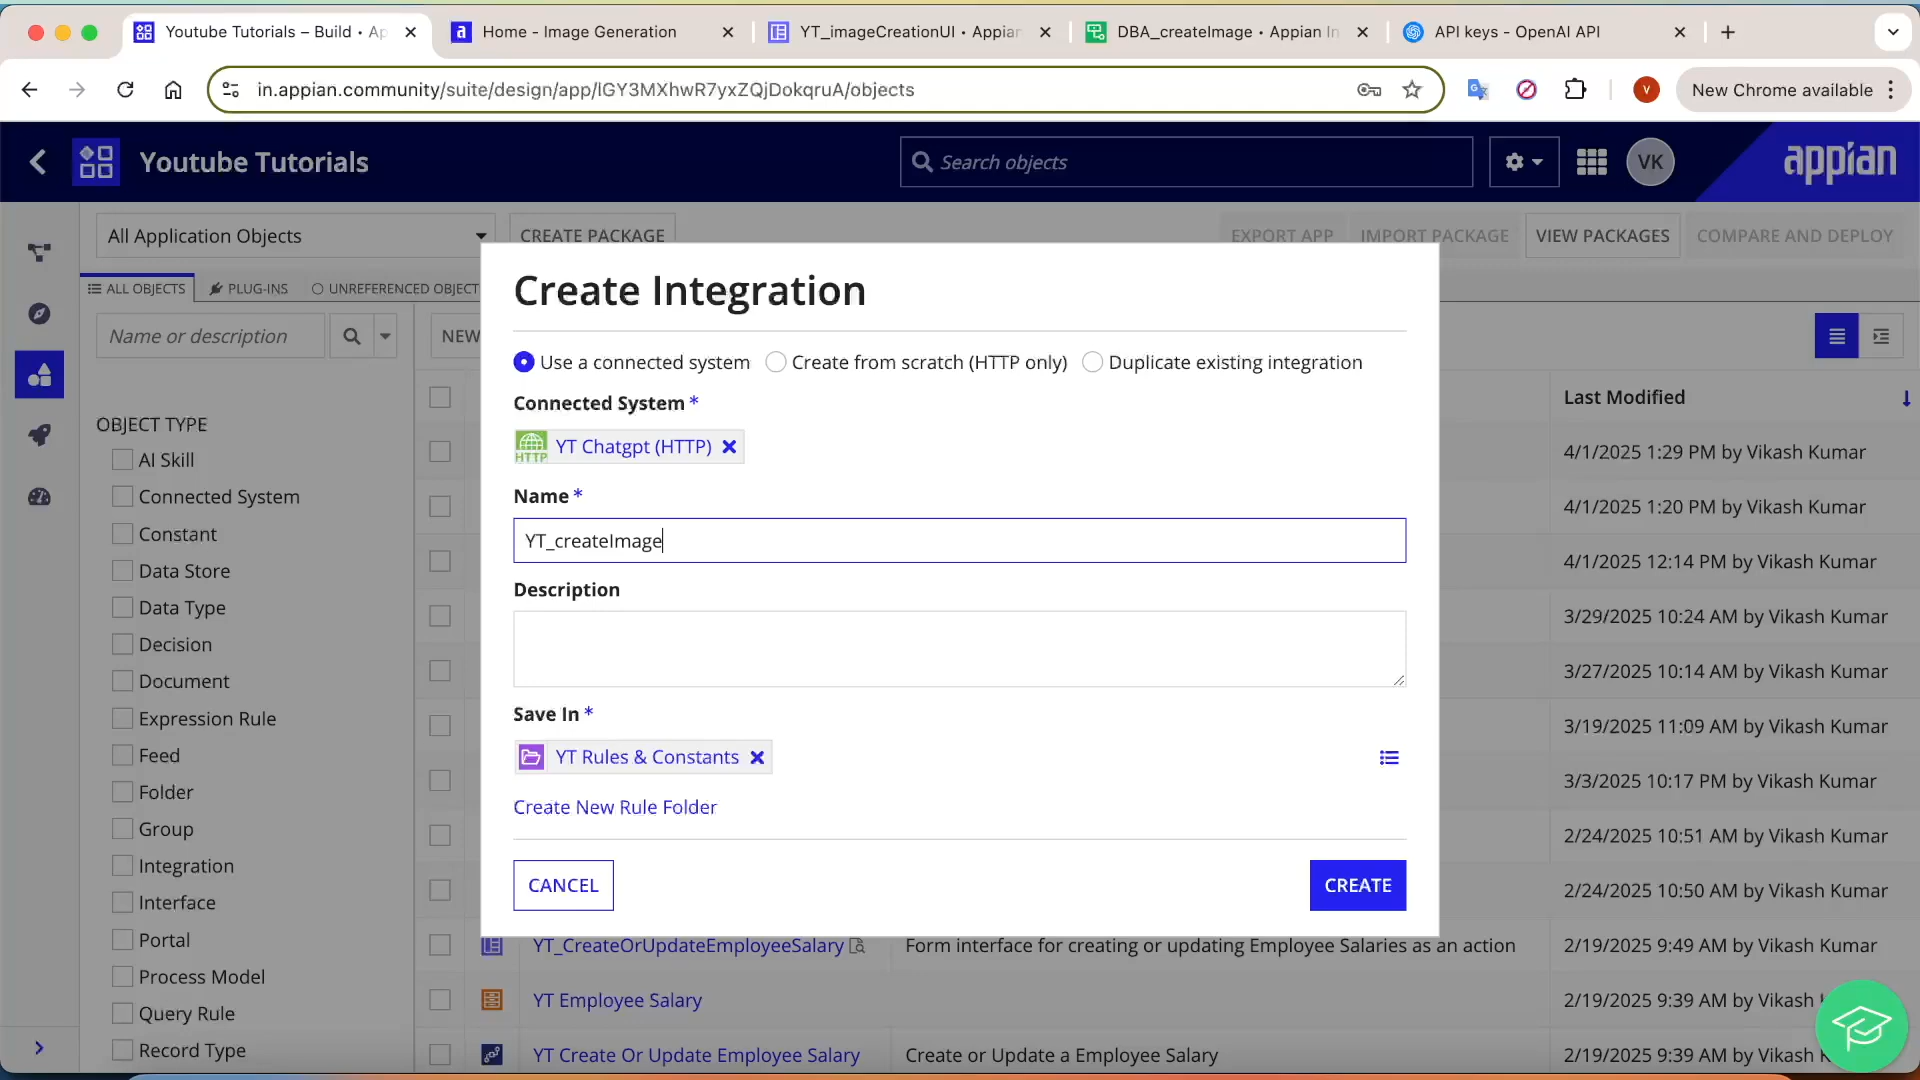 Youtube Tutorials – Build • Ap
Home - Image Generation
YT_imageCreationUI • Appian
DBA_createImage • Appian In
API keys - OpenAI API
in.appian.community/suite/design/app/lGY3MXhwR7yxZQjDokqruA/objects
V
New Chrome available
Youtube Tutorials
Search objects
VK
appian
All Application Objects
CREATE PACKAGE
EXPORT APP
IMPORT PACKAGE
VIEW PACKAGES
COMPARE AND DEPLOY
ALL OBJECTS
PLUG-INS
UNREFERENCED OBJECT
Name or description
NEW
OBJECT TYPE
AI Skill
Connected System
Constant
Data Store
Data Type
Decision
Document
Expression Rule
Feed
Folder
Group
Integration
Interface
Portal
Process Model
Query Rule
Record Type
Create Integration
Use a connected system
Create from scratch (HTTP only)
Duplicate existing integration
Connected System *
HTTP
YT Chatgpt (HTTP)
Name *
YT_createImage
Description
Save In *
YT Rules & Constants
Create New Rule Folder
CANCEL
CREATE
Last Modified
4/1/2025 1:29 PM by Vikash Kumar
4/1/2025 1:20 PM by Vikash Kumar
4/1/2025 12:14 PM by Vikash Kumar
3/29/2025 10:24 AM by Vikash Kumar
3/27/2025 10:14 AM by Vikash Kumar
3/19/2025 11:09 AM by Vikash Kumar
3/3/2025 10:17 PM by Vikash Kumar
2/24/2025 10:51 AM by Vikash Kumar
2/24/2025 10:50 AM by Vikash Kumar
YT_CreateOrUpdateEmployeeSalary
Form interface for creating or updating Employee Salaries as an action
2/19/2025 9:49 AM by Vikash Kumar
YT Employee Salary
2/19/2025 9:39 AM by Vikash
YT Create Or Update Employee Salary
Create or Update a Employee Salary
2/19/2025 9:39 AM by Vikash